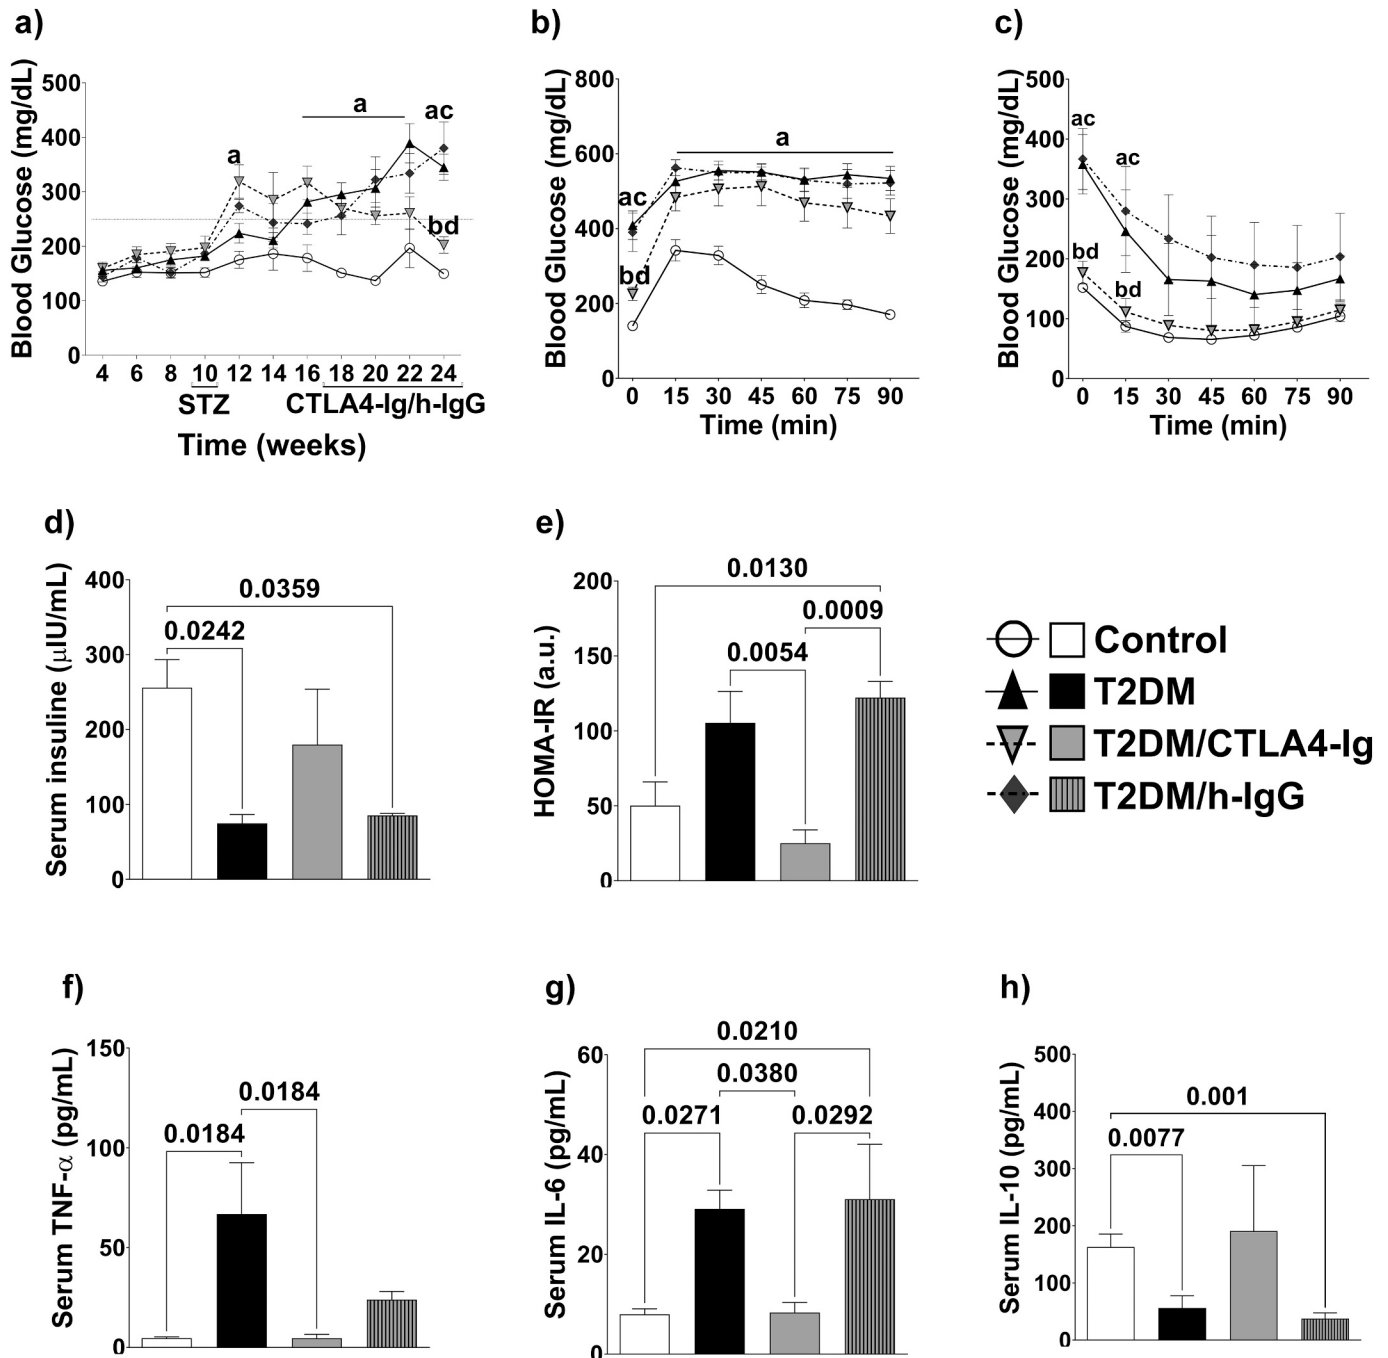 a)
b)
c)
Blood Glucose (mg/dL)
500
400
300
200
100
0
a
a
ac
bd
4 6 8 10 12 14 16 18 20 22 24
STZ
CTLA4-Ig/h-IgG
Time (weeks)
Blood Glucose (mg/dL)
800
600
400
200
0
ac
a
bd
0 15 30 45 60 75 90
Time (min)
Blood Glucose (mg/dL)
500
400
300
200
100
0
ac
ac
bd
bd
0 15 30 45 60 75 90
Time (min)
d)
e)
Serum insuline (µIU/mL)
400
300
200
100
0
0.0359
0.0242
HOMA-IR (a.u.)
200
150
100
50
0
0.0130
0.0009
0.0054
Control
T2DM
T2DM/CTLA4-Ig
T2DM/h-IgG
f)
g)
h)
Serum TNF-α (pg/mL)
150
100
50
0
0.0184
0.0184
Serum IL-6 (pg/mL)
60
40
20
0
0.0210
0.0380
0.0271
0.0292
Serum IL-10 (pg/mL)
500
400
300
200
100
0
0.001
0.0077